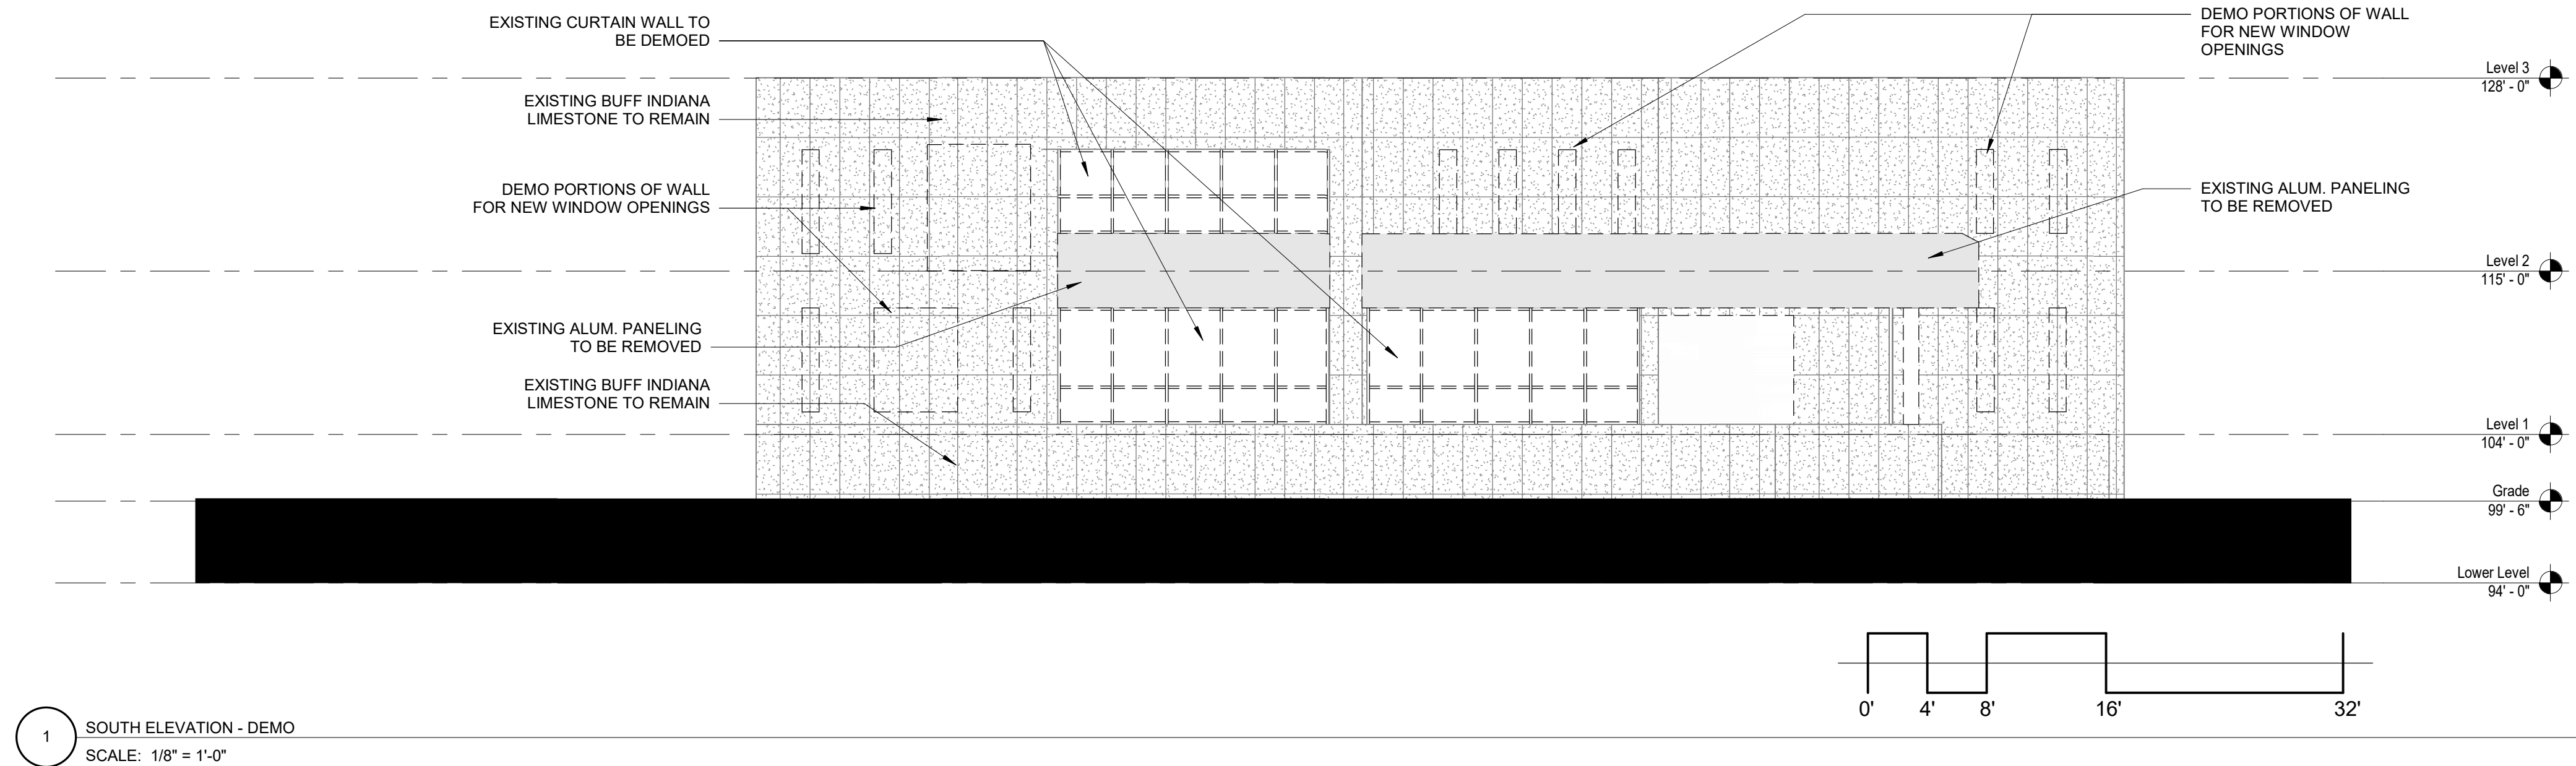 EXISTING CURTAIN WALL TO
BE DEMOED
DEMO PORTIONS OF WALL
FOR NEW WINDOW
OPENINGS
Level 3
128' - 0"
EXISTING BUFF INDIANA
LIMESTONE TO REMAIN
DEMO PORTIONS OF WALL
FOR NEW WINDOW OPENINGS
EXISTING ALUM. PANELING
TO BE REMOVED
Level 2
115' - 0"
EXISTING ALUM. PANELING
TO BE REMOVED
EXISTING BUFF INDIANA
LIMESTONE TO REMAIN
Level 1
104' - 0"
Grade
99' - 6"
Lower Level
94' - 0"
0' 4' 8' 16' 32'
1
SOUTH ELEVATION - DEMO
SCALE: 1/8" = 1'-0"